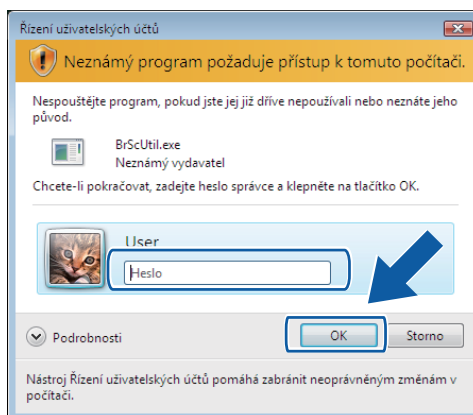 Řízení uživatelských účtů
Neznámý program požaduje přístup k tomuto počítači.
Nespouštějte program, pokud jste jej již dříve nepoužívali nebo neznáte jeho
původ.
BrScUtil.exe
Neznámý vydavatel
Chcete-li pokračovat, zadejte heslo správce a klepněte na tlačítko OK.
User
Heslo
Podrobnosti
OK
Storno
Nástroj Řízení uživatelských účtů pomáhá zabránit neoprávněným změnám v
počítači.